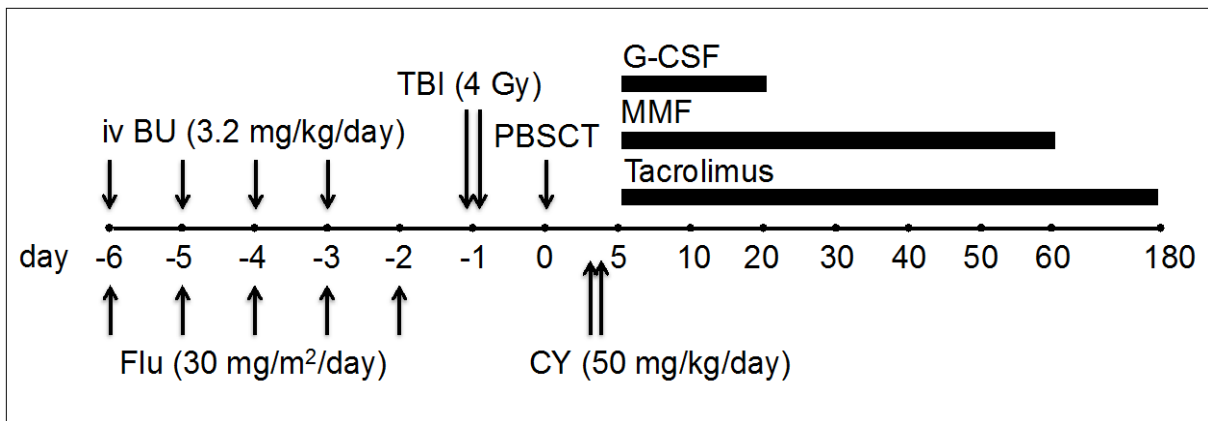 G-CSF
TBI (4 Gy)
MMF
iv BU (3.2 mg/kg/day)
PBSCT
Tacrolimus
day -6 -5 -4 -3 -2 -1 0 5 10 20 30 40 50 60 180
Flu (30 mg/m²/day)
CY (50 mg/kg/day)